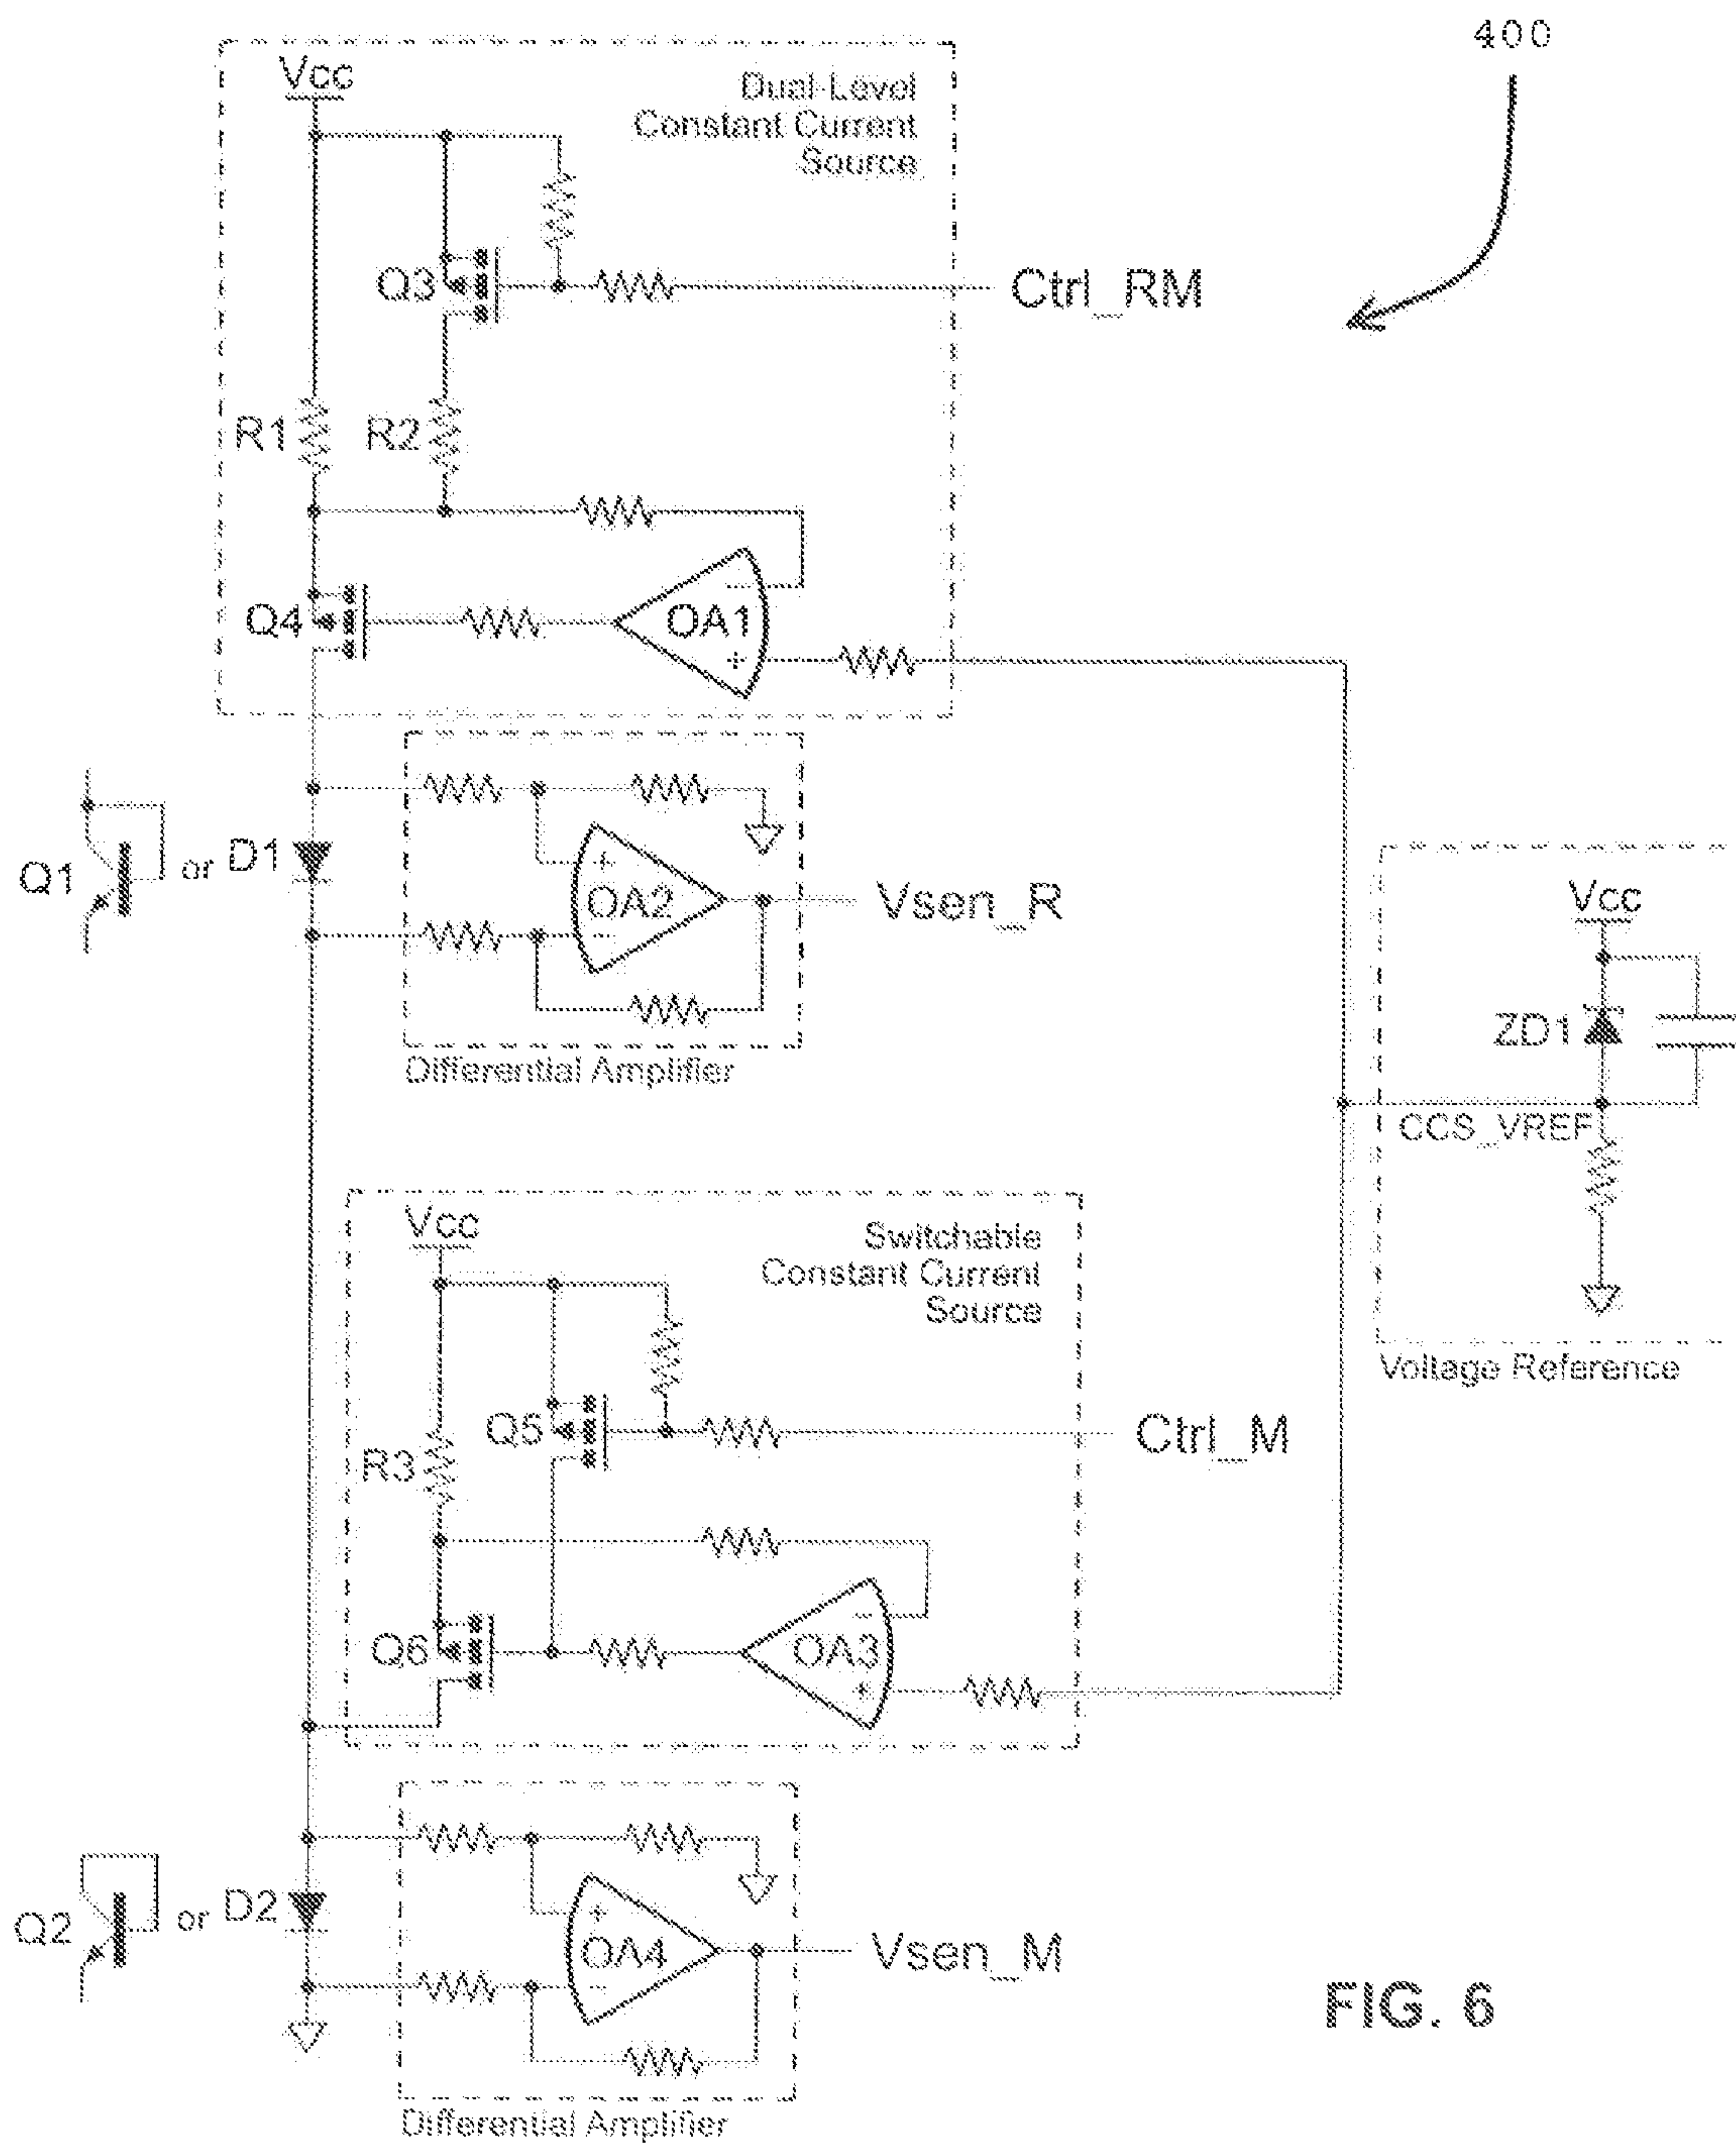 400
Vcc
Dual-Level
Constant Current
Source
Q3
Ctrl_RM
R1
R2
Q4
OA1
-
+
Q1
or
D1
+
OA2
-
Vsen_R
Differential Amplifier
Vcc
ZD1
CCS_VREF
Voltage Reference
Vcc
Switchable
Constant Current
Source
Q5
Ctrl_M
R3
Q6
OA3
-
+
Q2
or
D2
+
OA4
-
Vsen_M
Differential Amplifier
FIG. 6